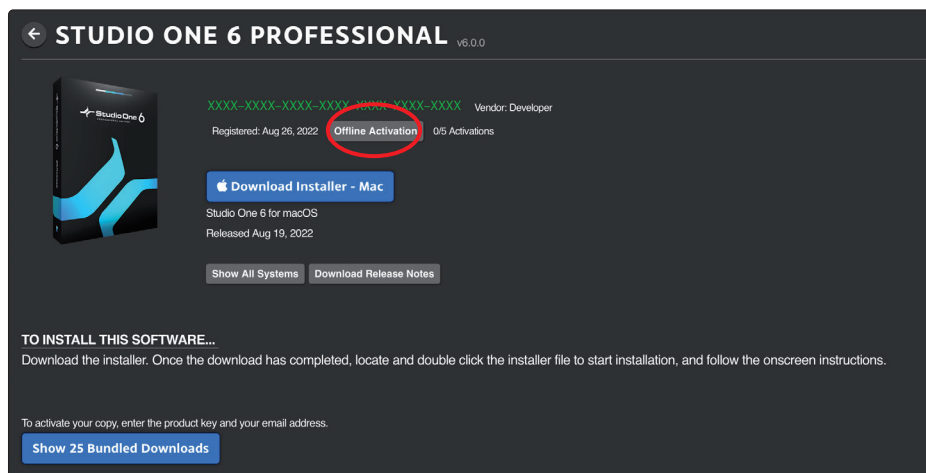 STUDIO ONE 6 PROFESSIONAL v6.0.0
XXXX-XXXX-XXXX-XXXX-XXXX-XXXX-XXXX Vendor: Developer
Registered: Aug 26, 2022 Offline Activation 0/5 Activations
Studio One 6
Download Installer - Mac
Studio One 6 for macOS
Released Aug 19, 2022
Show All Systems Download Release Notes
TO INSTALL THIS SOFTWARE...
Download the installer. Once the download has completed, locate and double click the installer file to start installation, and follow the onscreen instructions.
To activate your copy, enter the product key and your email address.
Show 25 Bundled Downloads